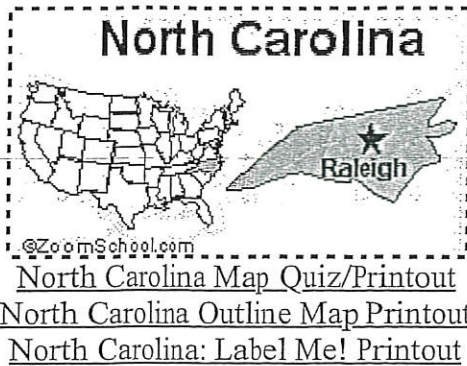 North Carolina
Raleigh
©ZoomSchool.com
North Carolina Map Quiz/Printout
North Carolina Outline Map Printout
North Carolina: Label Me! Printout